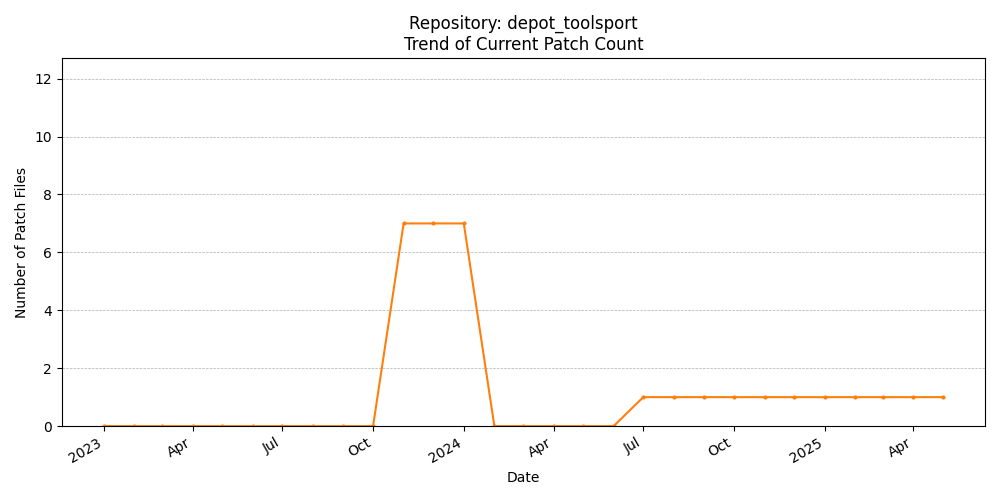 Repository: depot_toolsport
Trend of Current Patch Count
12
10
8
6
4
2
0
Number of Patch Files
2023
Apr
Jul
Oct
2024
Apr
Jul
Oct
2025
Apr
Date